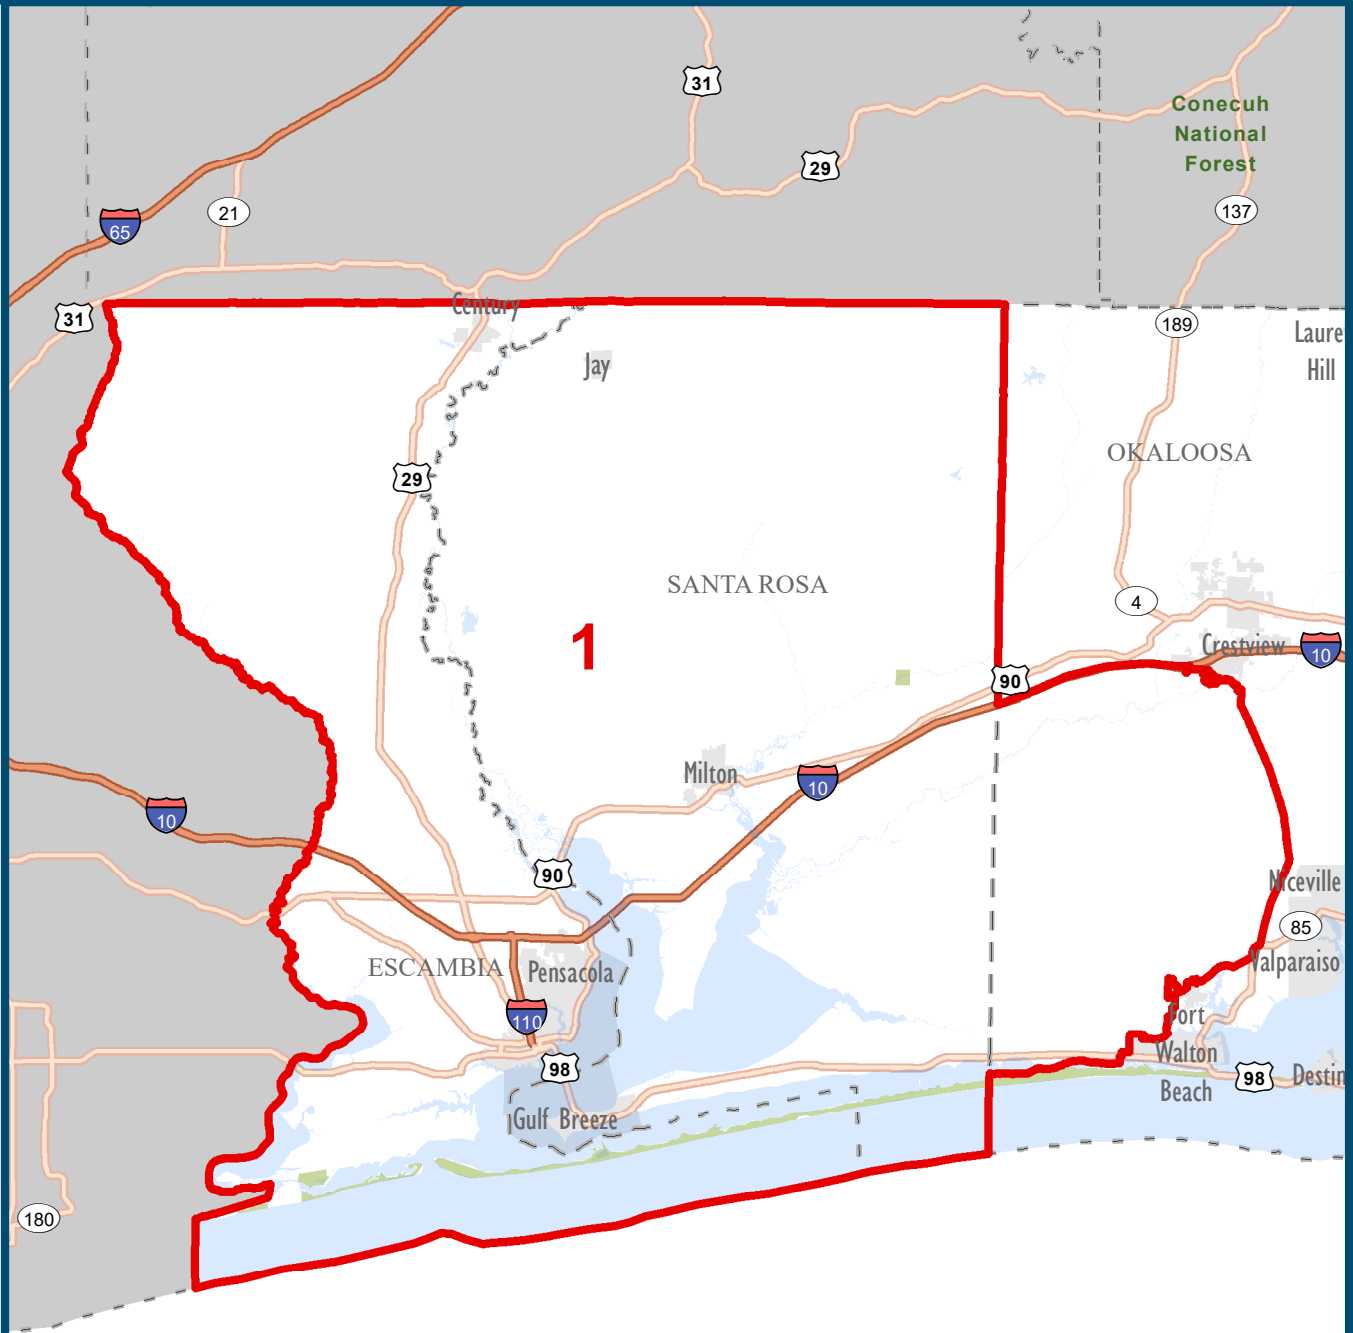 31
Conecuh
National
Forest
29
21
137
65
Century
31
189
Laure
Hill
Jay
OKALOOSA
29
SANTA ROSA
4
1
Crestview
10
90
Milton
10
10
90
Niceville
85
ESCAMBIA
Pensacola
Valparaiso
110
Fort
Walton
Beach
98
98
Destin
Gulf Breeze
180